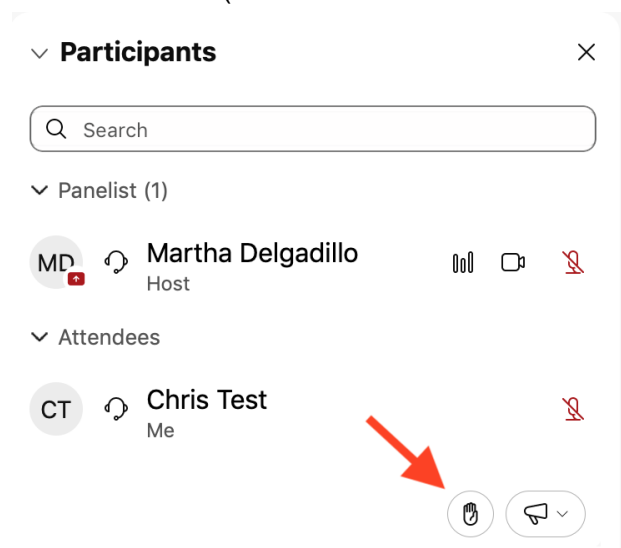 Participants
Search
Panelist (1)
MD
Martha Delgadillo
Host
Attendees
CT
Chris Test
Me